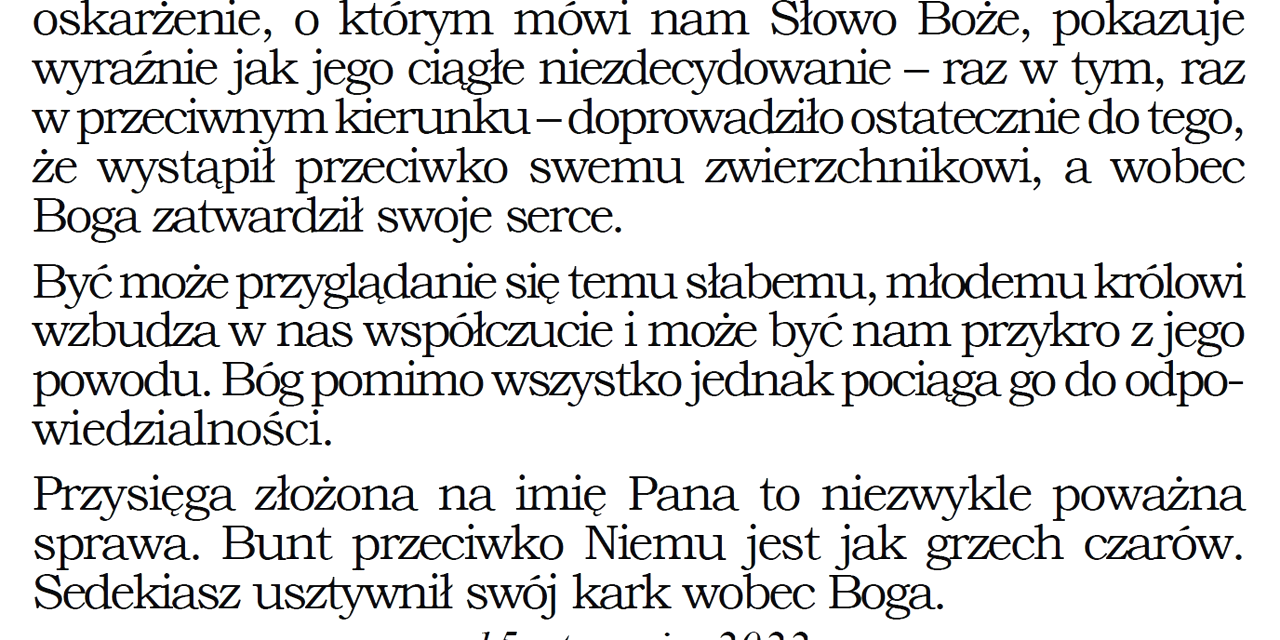 oskarżenie, o którym mówi nam Słowo Boże, pokazuje
wyraźnie jak jego ciągłe niezdecydowanie – raz w tym, raz
w przeciwnym kierunku – doprowadziło ostatecznie do tego,
że wystąpił przeciwko swemu zwierzchnikowi, a wobec
Boga zatwardził swoje serce.
Być może przyglądanie się temu słabemu, młodemu królowi
wzbudza w nas współczucie i może być nam przykro z jego
powodu. Bóg pomimo wszystko jednak pociąga go do odpo-
wiedzialności.
Przysięga złożona na imię Pana to niezwykle poważna
sprawa. Bunt przeciwko Niemu jest jak grzech czarów.
Sedekiasz usztywnił swój kark wobec Boga.